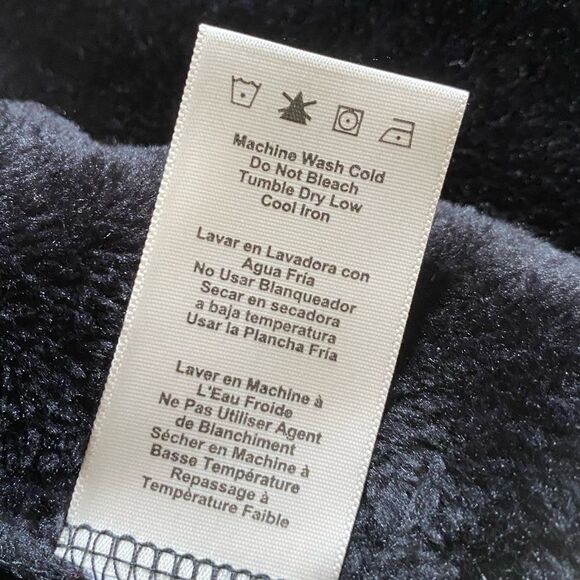 Machine Wash Cold
Do Not Bleach
Tumble Dry Low
Cool Iron
Lavar en Lavadora con
Agua Fría
No Usar Blanqueador
Secar en secadora
a baja temperatura
Usar la Plancha Fría
Laver en Machine à
L'Eau Froide
Ne Pas Utiliser Agent
de Blanchiment
Sécher en Machine à
Basse Température
Repassage à
Température Faible